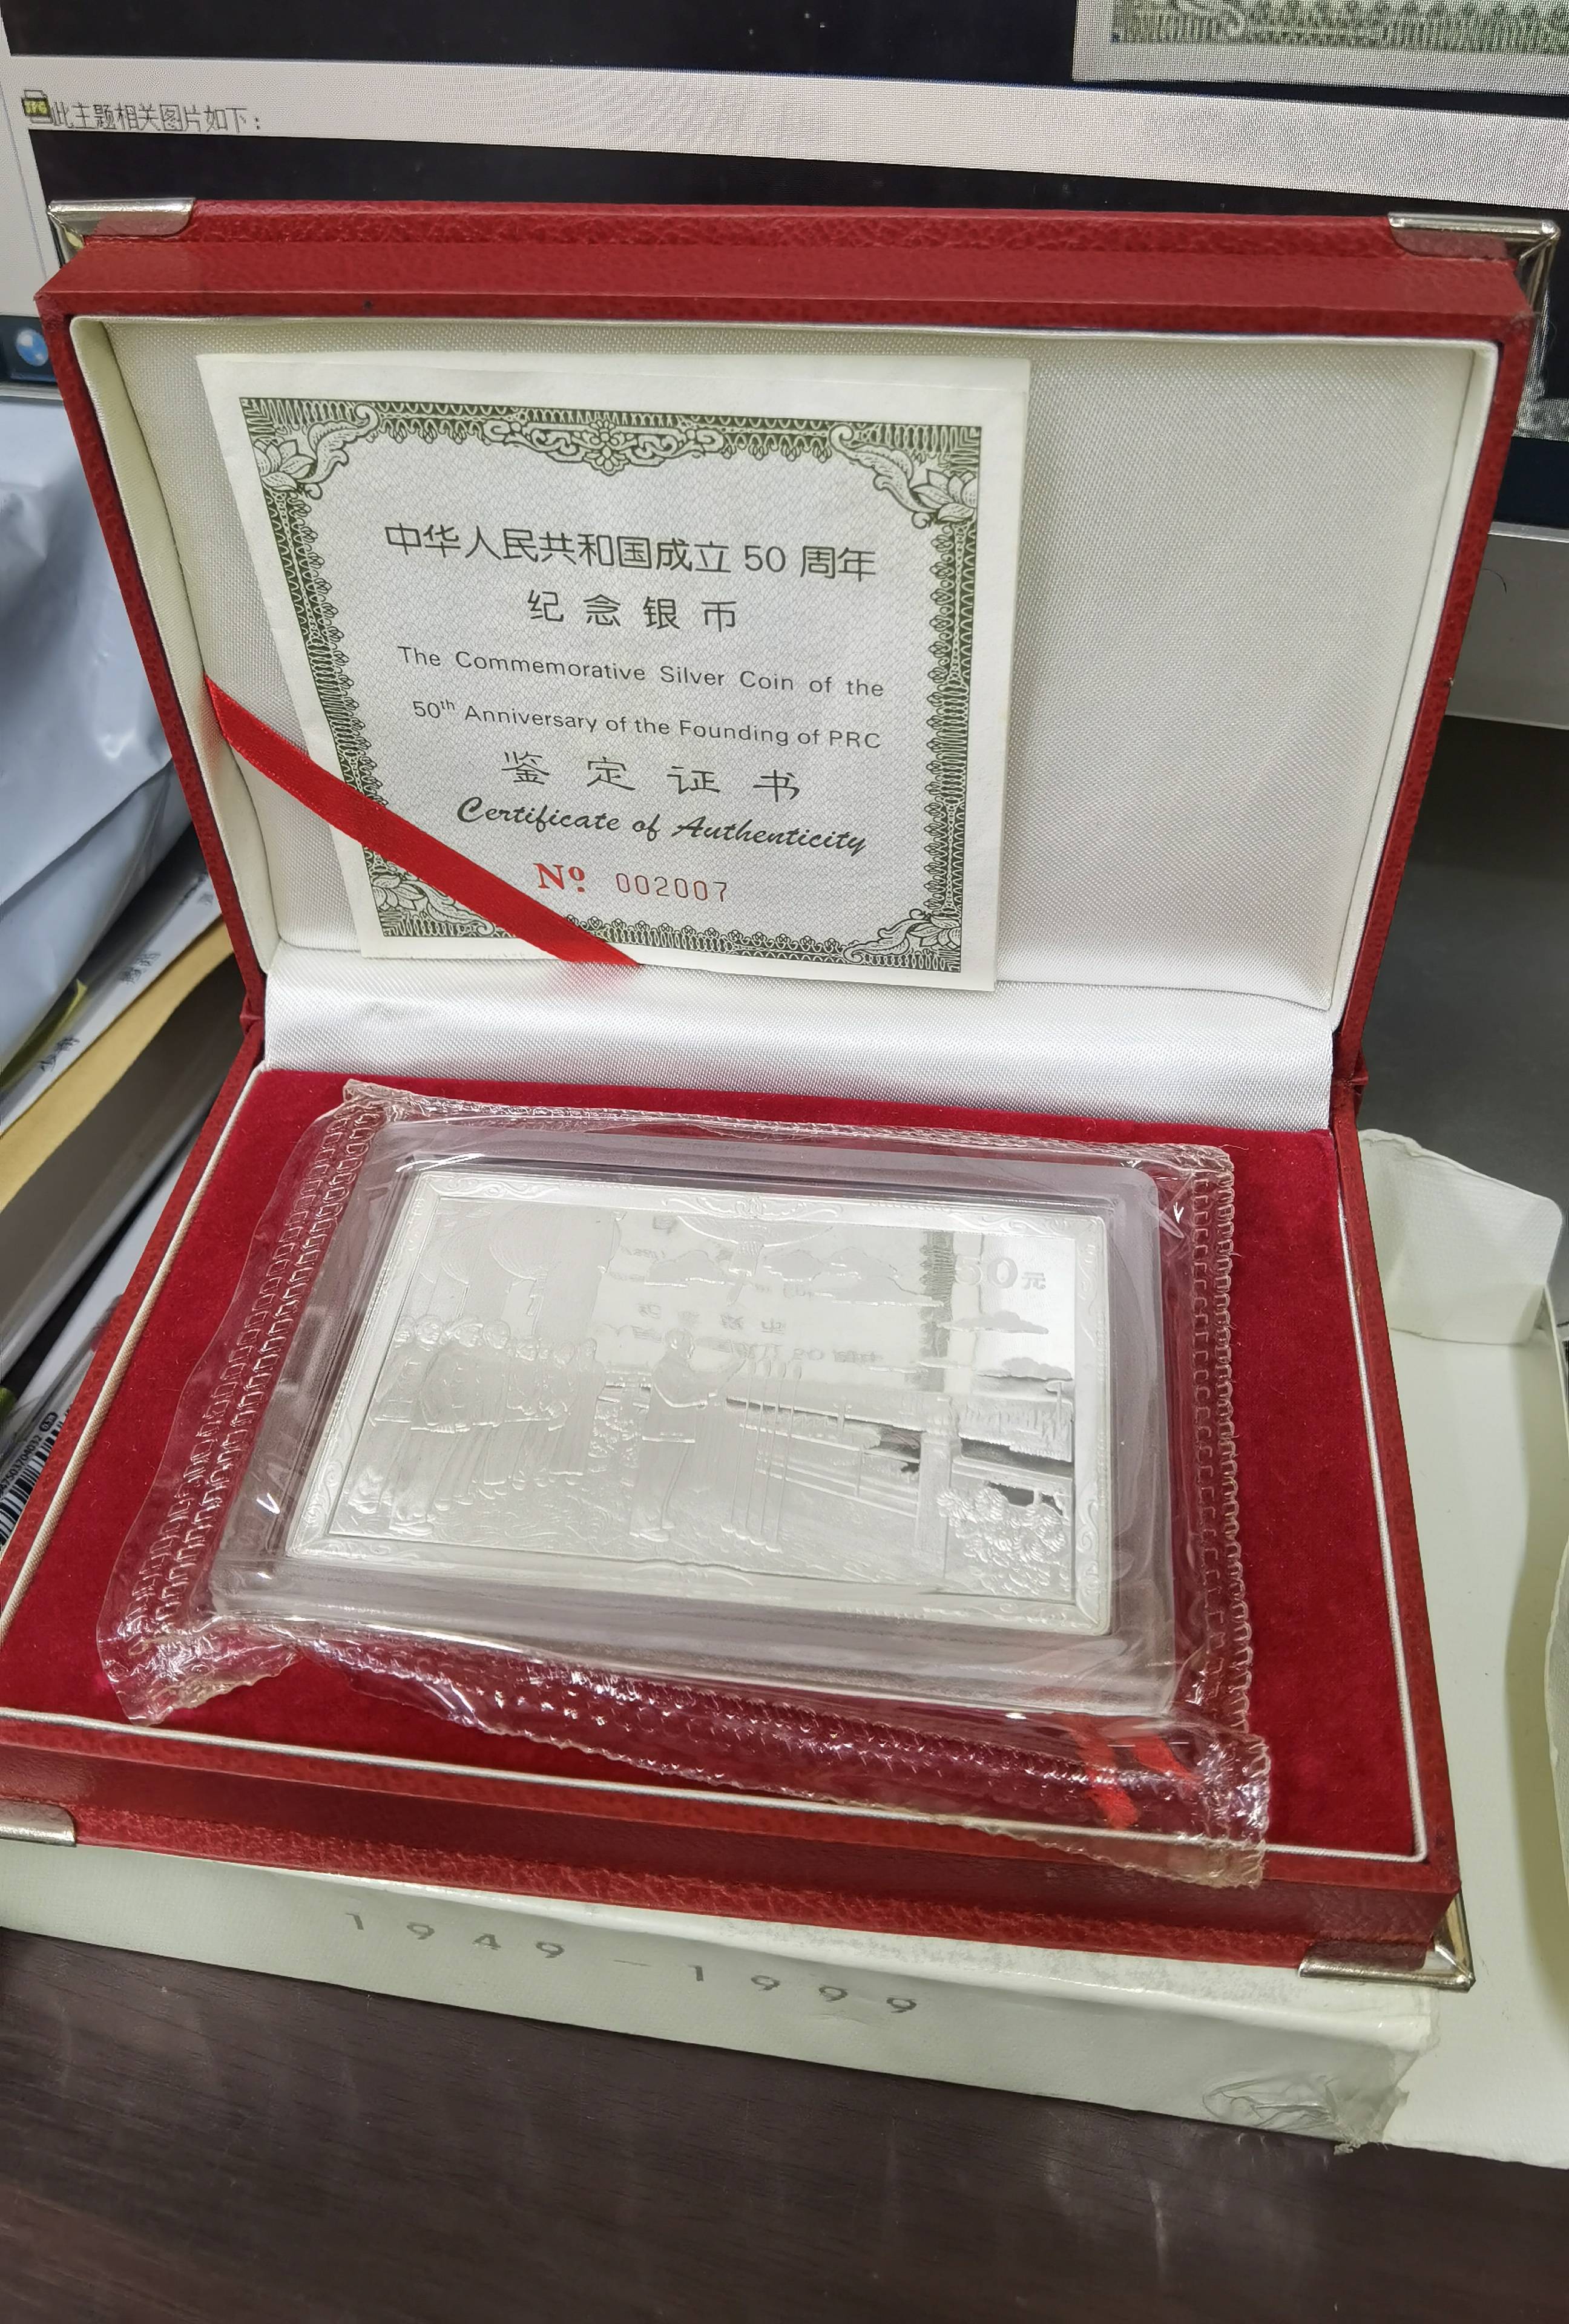 此主题相关图片如下：
中华人民共和国成立 50 周年
纪念银币
The Commemorative Silver Coin of the
50th Anniversary of the Founding of PRC
鉴定证书
Certificate of Authenticity
Nº 002007
50元
1949-1999